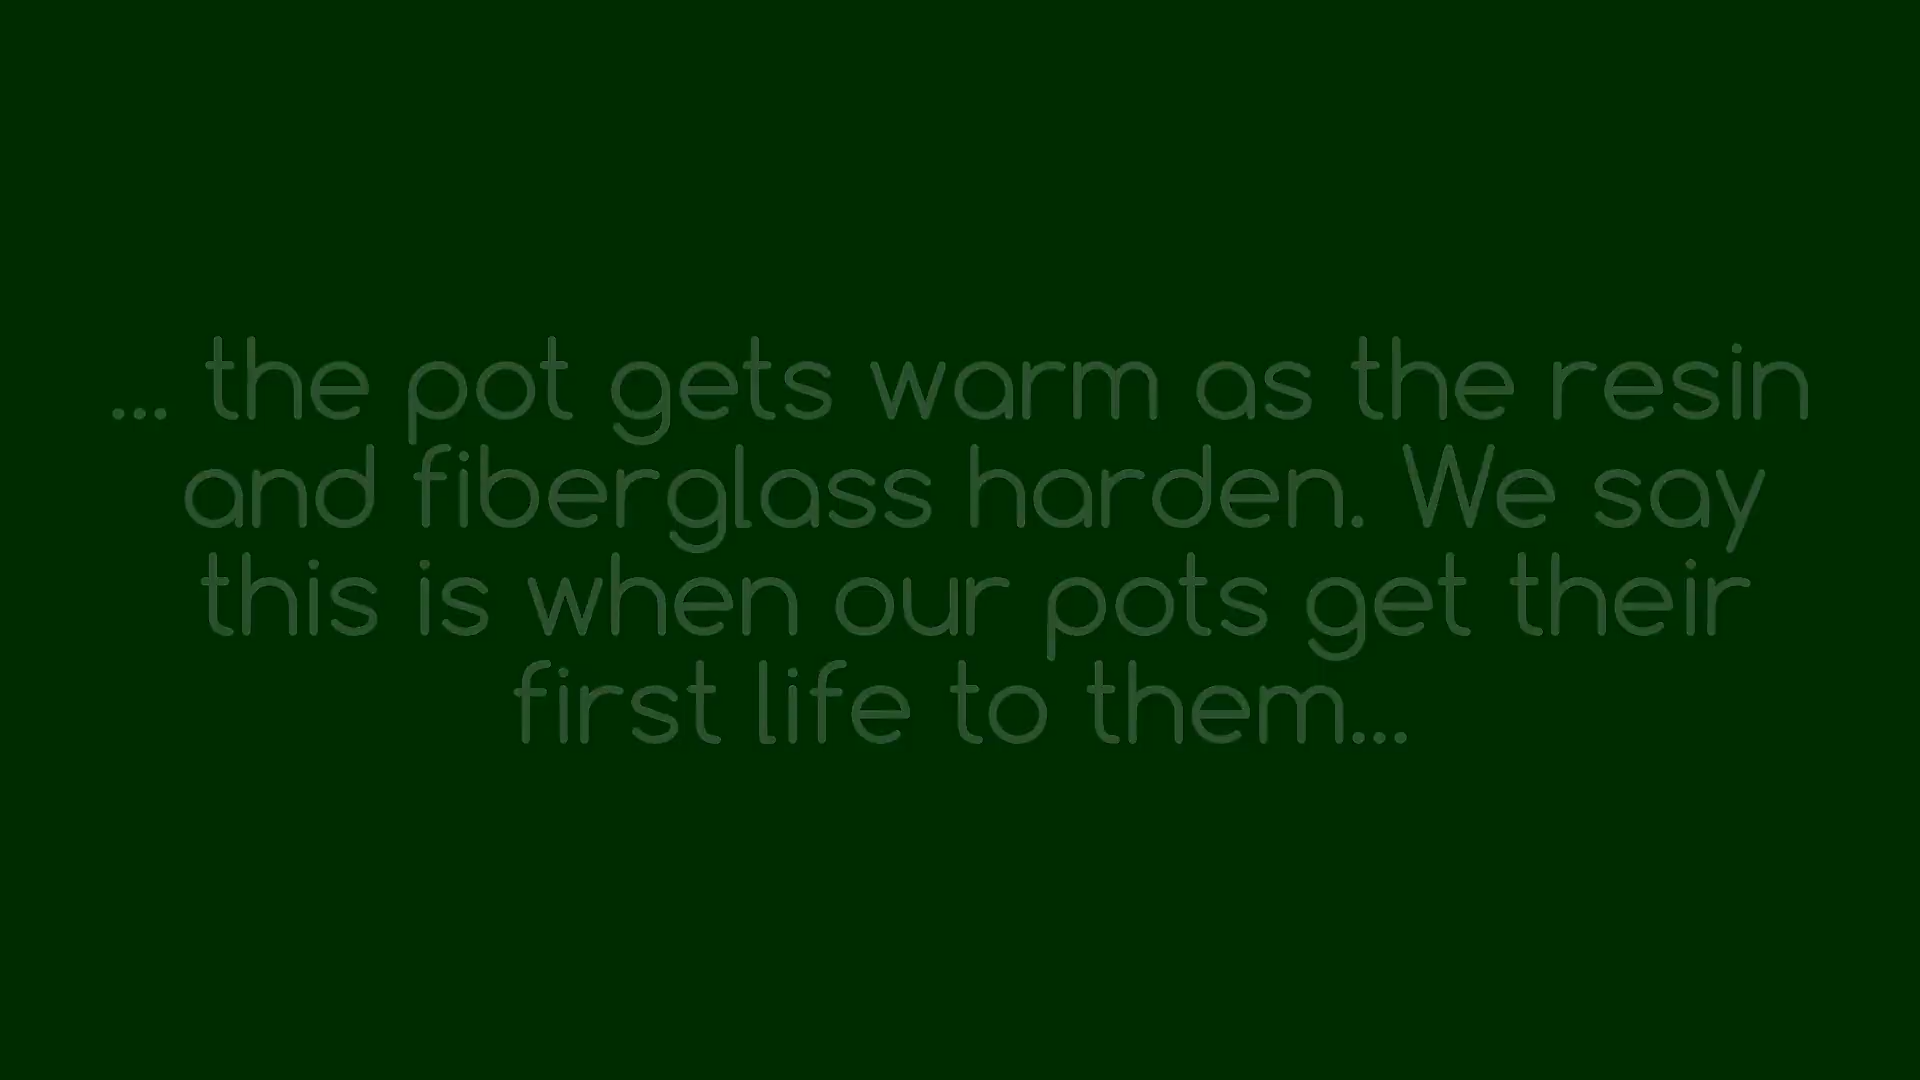 ... the pot gets warm as the resin
and fiberglass harden. We say
this is when our pots get their
first life to them...